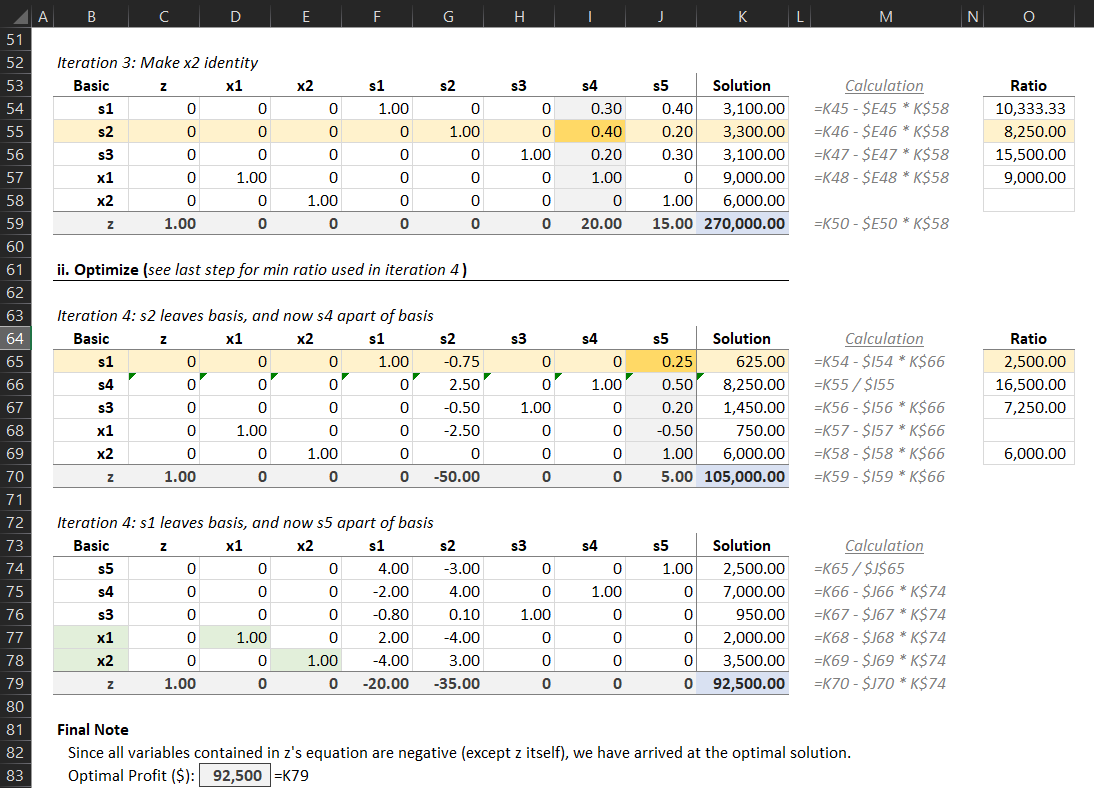 A B C D E F G H I J K L M N O
51
52 Iteration 3: Make x2 identity
53 Basic z x1 x2 s1 s2 s3 s4 s5 Solution Calculation Ratio
54 s1 0 0 0 1.00 0 0 0.30 0.40 3,100.00 =K45 - $E45 * K$58 10,333.33
55 s2 0 0 0 0 1.00 0 0.40 0.20 3,300.00 =K46 - $E46 * K$58 8,250.00
56 s3 0 0 0 0 0 1.00 0.20 0.30 3,100.00 =K47 - $E47 * K$58 15,500.00
57 x1 0 1.00 0 0 0 0 1.00 0 9,000.00 =K48 - $E48 * K$58 9,000.00
58 x2 0 0 1.00 0 0 0 0 1.00 6,000.00
59 z 1.00 0 0 0 0 0 20.00 15.00 270,000.00 =K50 - $E50 * K$58
60
61 ii. Optimize (see last step for min ratio used in iteration 4)
62
63 Iteration 4: s2 leaves basis, and now s4 apart of basis
64 Basic z x1 x2 s1 s2 s3 s4 s5 Solution Calculation Ratio
65 s1 0 0 0 1.00 -0.75 0 0 0.25 625.00 =K54 - $I54 * K$66 2,500.00
66 s4 0 0 0 0 2.50 0 1.00 0.50 8,250.00 =K55 / $I55 16,500.00
67 s3 0 0 0 0 -0.50 1.00 0 0.20 1,450.00 =K56 - $I56 * K$66 7,250.00
68 x1 0 1.00 0 0 -2.50 0 0 -0.50 750.00 =K57 - $I57 * K$66
69 x2 0 0 1.00 0 0 0 0 1.00 6,000.00 =K58 - $I58 * K$66 6,000.00
70 z 1.00 0 0 0 -50.00 0 0 5.00 105,000.00 =K59 - $I59 * K$66
71
72 Iteration 4: s1 leaves basis, and now s5 apart of basis
73 Basic z x1 x2 s1 s2 s3 s4 s5 Solution Calculation
74 s5 0 0 0 4.00 -3.00 0 0 1.00 2,500.00 =K65 / $J$65
75 s4 0 0 0 -2.00 4.00 0 1.00 0 7,000.00 =K66 - $J66 * K$74
76 s3 0 0 0 -0.80 0.10 1.00 0 0 950.00 =K67 - $J67 * K$74
77 x1 0 1.00 0 2.00 -4.00 0 0 0 2,000.00 =K68 - $J68 * K$74
78 x2 0 0 1.00 -4.00 3.00 0 0 0 3,500.00 =K69 - $J69 * K$74
79 z 1.00 0 0 -20.00 -35.00 0 0 0 92,500.00 =K70 - $J70 * K$74
80
81 Final Note
82 Since all variables contained in z's equation are negative (except z itself), we have arrived at the optimal solution.
83 Optimal Profit ($): 92,500 =K79